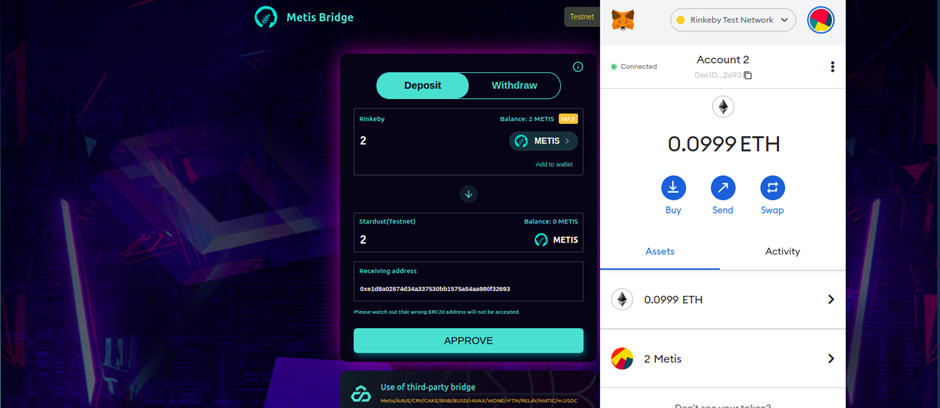 Metis Bridge
Testnet
Deposit
Withdraw
Rinkeby
Balance: 2 METIS MAX
2
METIS
Add to wallet
Stardust(Testnet)
Balance: 0 METIS
2
METIS
Receiving address
0xe1d8a02874d34a337530bb1575a54aa980f32693
Please watch out that wrong ERC20 address will not be accepted.
APPROVE
Use of third-party bridge
Metis/AAVE/CRV/CAKE/BNB/BUSD/rAVAX/WONE/rFTM/RELAY/MATIC/m.USDC
Rinkeby Test Network
Connected
Account 2
0xe1D...2693
0.0999 ETH
Buy
Send
Swap
Assets
Activity
0.0999 ETH
2 Metis
Don't see your token?